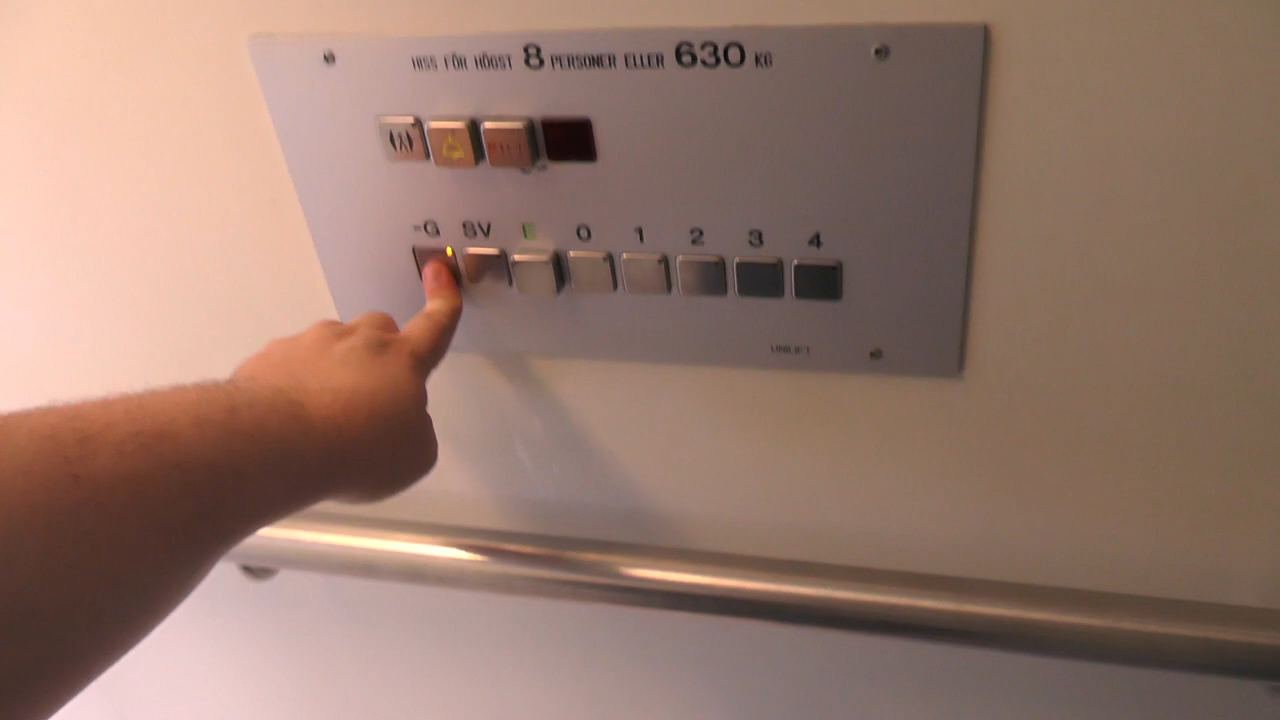 HISS FÖR HÖGST 8 PERSONER ELLER 630 KG
-G SV E 0 1 2 3 4
UNILIFT